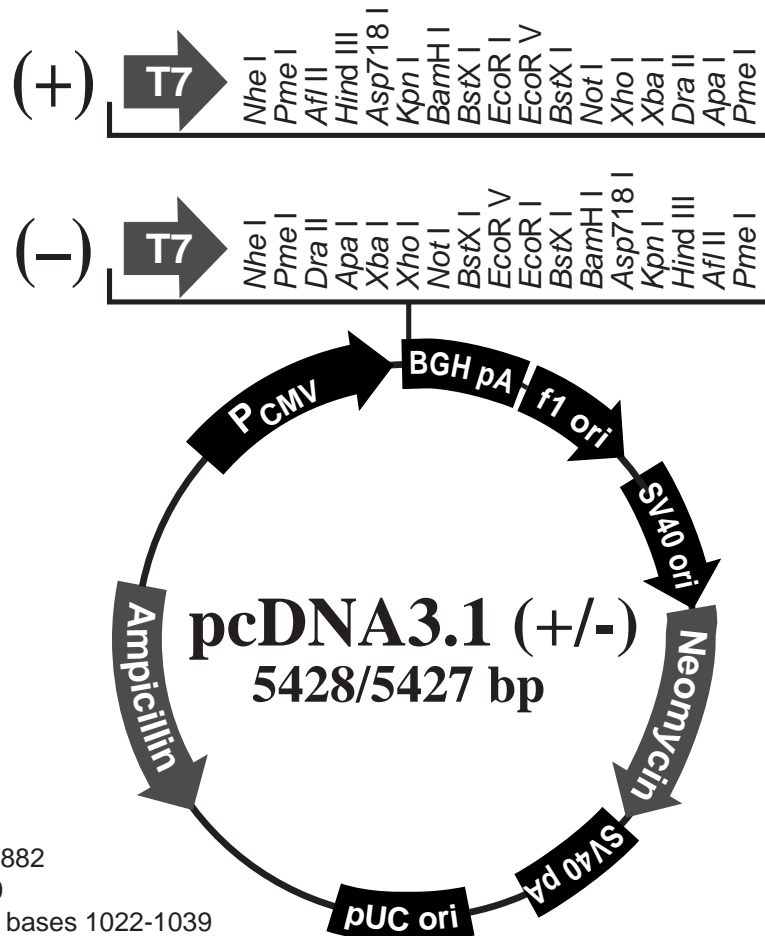 (+) T7 Nhe I Pme I Afl II Hind III Asp718 I Kpn I BamH I BstX I EcoR I EcoR V BstX I Not I Xho I Xba I Dra II Apa I Pme I
(–) T7 Nhe I Pme I Dra II Apa I Xba I Xho I Not I BstX I EcoR V EcoR I BstX I BamH I Asp718 I Kpn I Hind III Afl II Pme I
PCMV
BGH pA
f1 ori
SV40 ori
Neomycin
SV40 pA
pUC ori
Ampicillin
pcDNA3.1 (+/-)
5428/5427 bp
882
bases 1022-1039